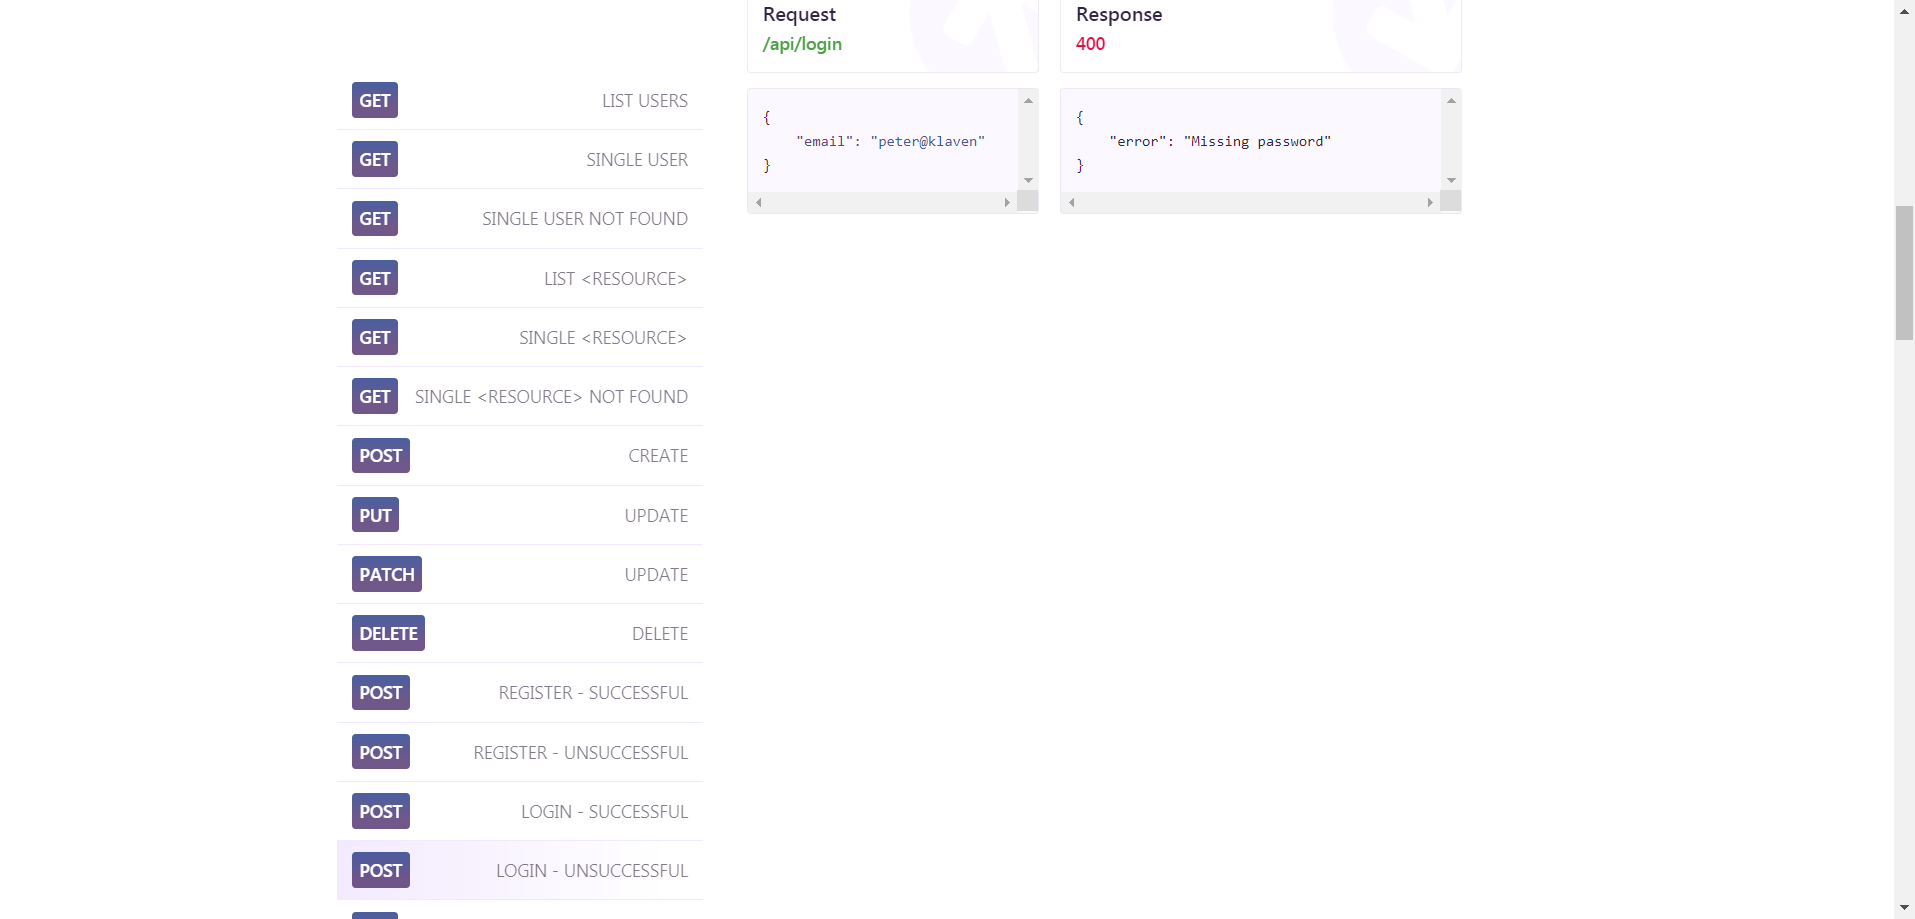 GET LIST USERS
GET SINGLE USER
GET SINGLE USER NOT FOUND
GET LIST <RESOURCE>
GET SINGLE <RESOURCE>
GET SINGLE <RESOURCE> NOT FOUND
POST CREATE
PUT UPDATE
PATCH UPDATE
DELETE DELETE
POST REGISTER - SUCCESSFUL
POST REGISTER - UNSUCCESSFUL
POST LOGIN - SUCCESSFUL
POST LOGIN - UNSUCCESSFUL
Request
/api/login
{
    "email": "peter@klaven"
}
Response
400
{
    "error": "Missing password"
}